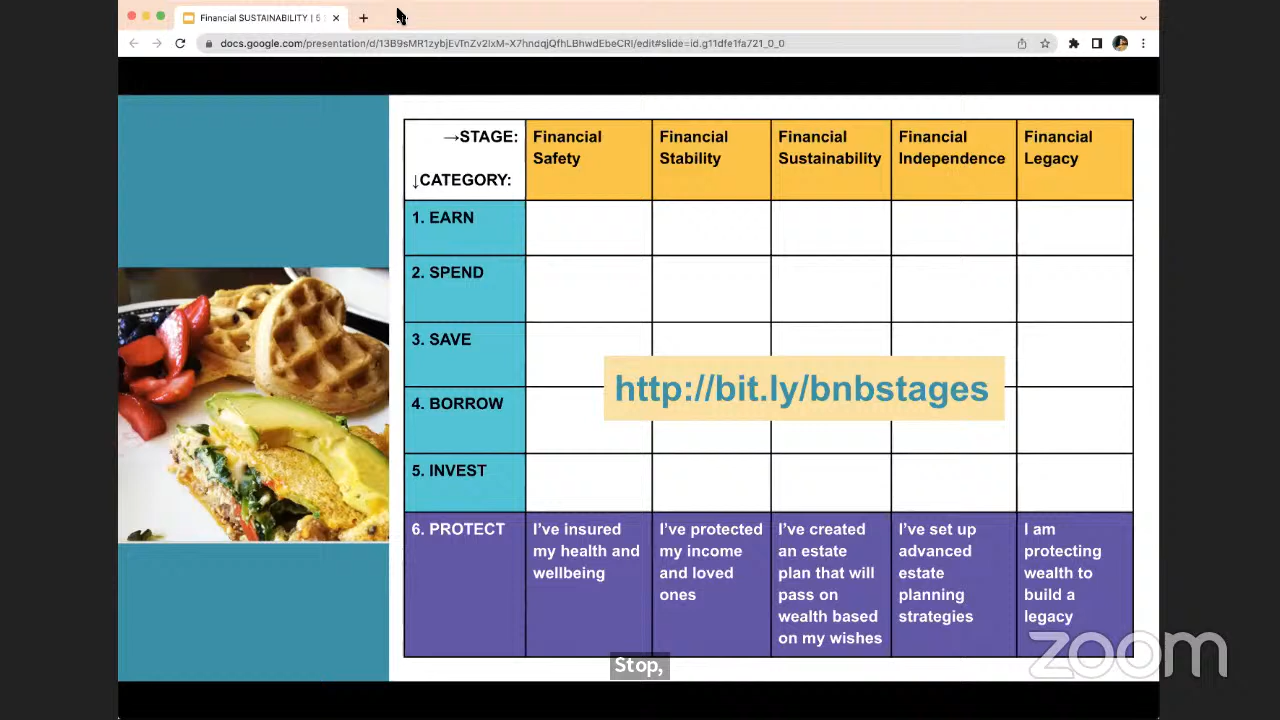 Financial SUSTAINABILITY | 5
docs.google.com/presentation/d/13B9sMR1zybjEvTnZv2lxM-X7hndqjQfhLBhwdEbeCRI/edit#slide=id.g11dfe1fa721_0_0
→STAGE:
↓CATEGORY:
Financial
Safety
Financial
Stability
Financial
Sustainability
Financial
Independence
Financial
Legacy
1. EARN
2. SPEND
3. SAVE
http://bit.ly/bnbstages
4. BORROW
5. INVEST
6. PROTECT
I’ve insured
my health and
wellbeing
I’ve protected
my income
and loved
ones
I’ve created
an estate
plan that will
pass on
wealth based
on my wishes
I’ve set up
advanced
estate
planning
strategies
I am
protecting
wealth to
build a
legacy
Stop,
zoom